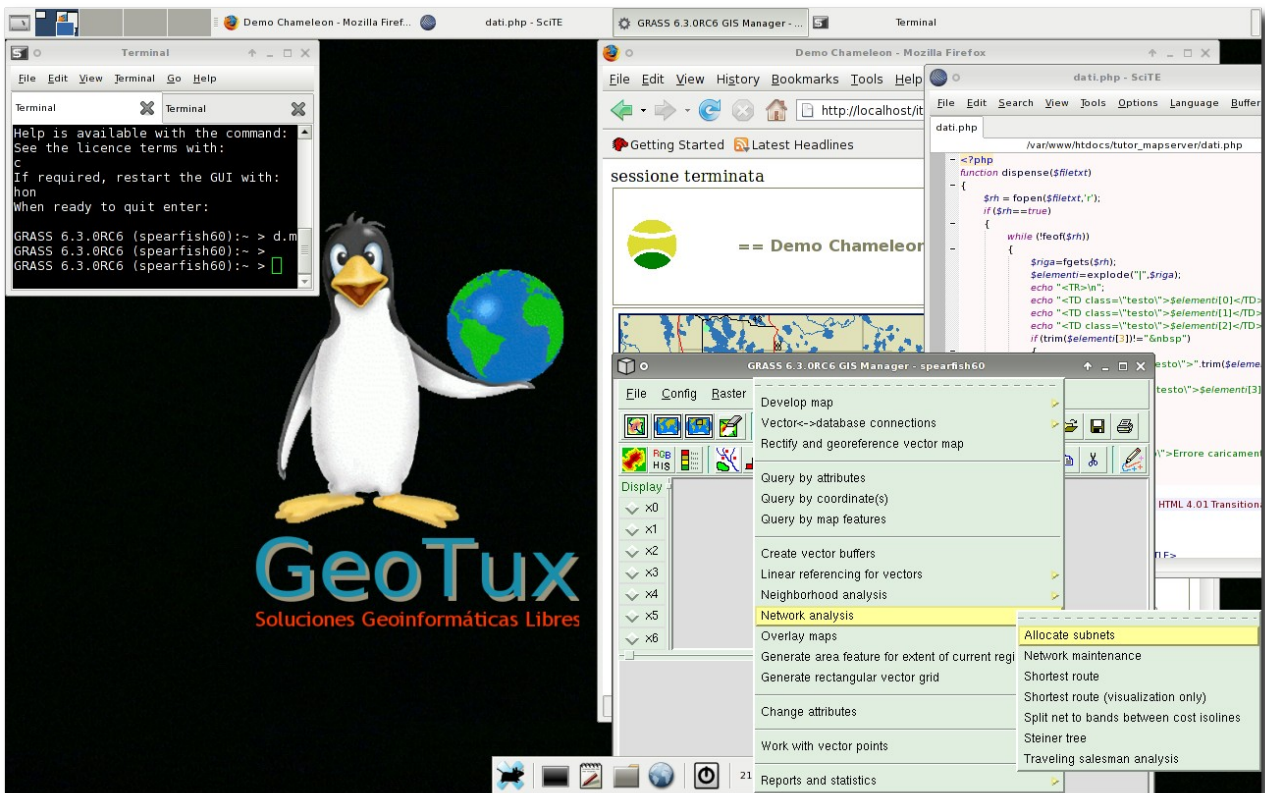 Demo Chameleon - Mozilla Firef...
dati.php - SciTE
GRASS 6.3.0RC6 GIS Manager - ...
Terminal
Terminal
File Edit View Terminal Go Help
Terminal
Terminal
Help is available with the command:
See the licence terms with:
c
If required, restart the GUI with:
hon
When ready to quit enter:
GRASS 6.3.0RC6 (spearfish60):~ > d.m
GRASS 6.3.0RC6 (spearfish60):~ >
GRASS 6.3.0RC6 (spearfish60):~ >
GeoTux
Soluciones Geoinformáticas Libres
Demo Chameleon - Mozilla Firefox
File Edit View History Bookmarks Tools Help
http://localhost/it
Getting Started Latest Headlines
sessione terminata
== Demo Chameleon
dati.php - SciTE
File Edit Search View Tools Options Language Buffer
dati.php
/var/www/htdocs/tutor_mapserver/dati.php
<?php
function dispense($filetxt)
{
$rh = fopen($filetxt,'r');
if ($rh==true)
{
while (!feof($rh))
{
$riga=fgets($rh);
$elementi=explode("|",$riga);
echo "<TR>\n";
echo "<TD class=\"testo\">$elementi[0]</TD>
echo "<TD class=\"testo\">$elementi[1]</TD>
echo "<TD class=\"testo\">$elementi[2]</TD>
if (trim($elementi[3])!="&nbsp")
{
esto\">".trim($eleme
testo\">$elementi[3]
\">Errore caricament
HTML 4.01 Transitiona
GRASS 6.3.0RC6 GIS Manager - spearfish60
File Config Raster
RGB
HIS
Display
x0
x1
x2
x3
x4
x5
x6
Develop map
Vector<->database connections
Rectify and georeference vector map
Query by attributes
Query by coordinate(s)
Query by map features
Create vector buffers
Linear referencing for vectors
Neighborhood analysis
Network analysis
Overlay maps
Generate area feature for extent of current regi
Generate rectangular vector grid
Change attributes
Work with vector points
Reports and statistics
Allocate subnets
Network maintenance
Shortest route
Shortest route (visualization only)
Split net to bands between cost isolines
Steiner tree
Traveling salesman analysis
21